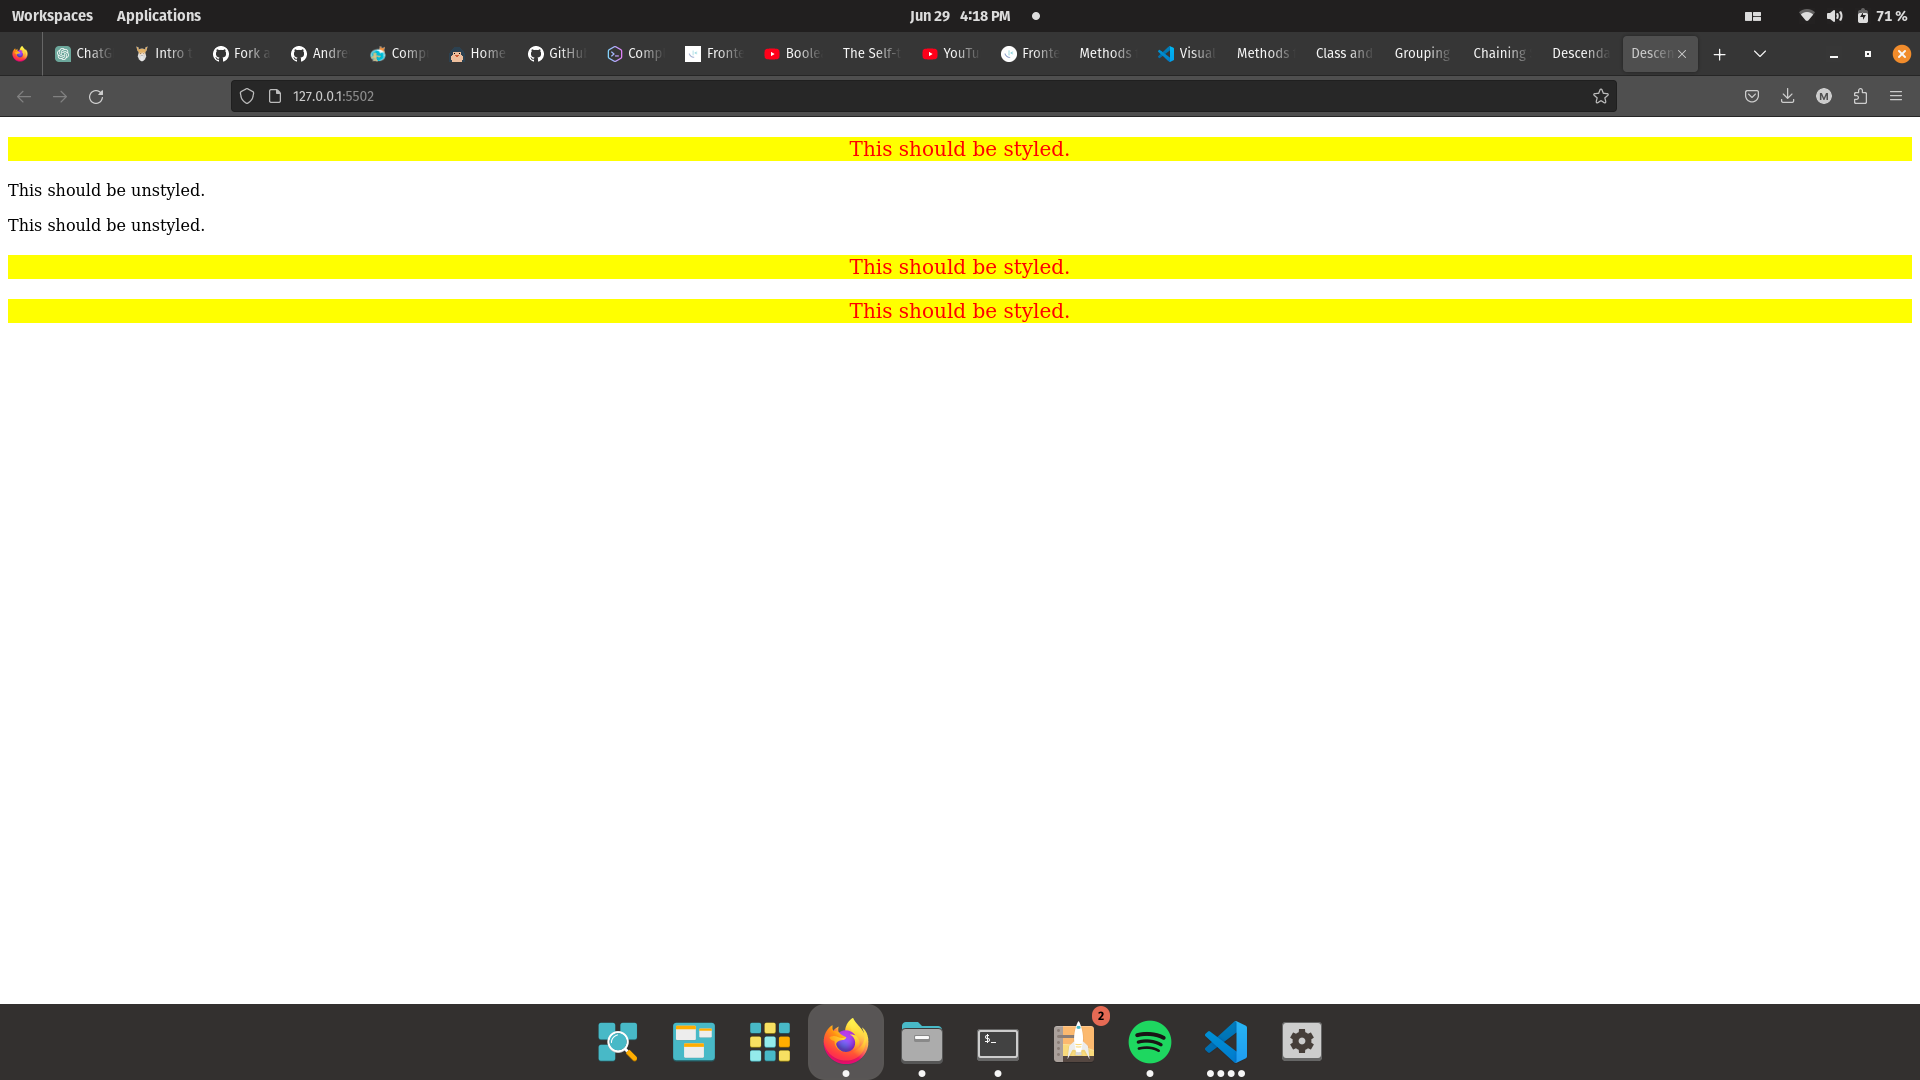 Workspaces Applications Jun 29 4:18 PM 71 %
ChatG Intro t Fork a Andre Comp Home GitHu Compl Fronte Boole The Self-t YouTu Fronte Methods Visual Methods Class and Grouping Chaining Descenda Descen
127.0.0.1:5502 M
This should be styled.
This should be unstyled.
This should be unstyled.
This should be styled.
This should be styled.
2
$_